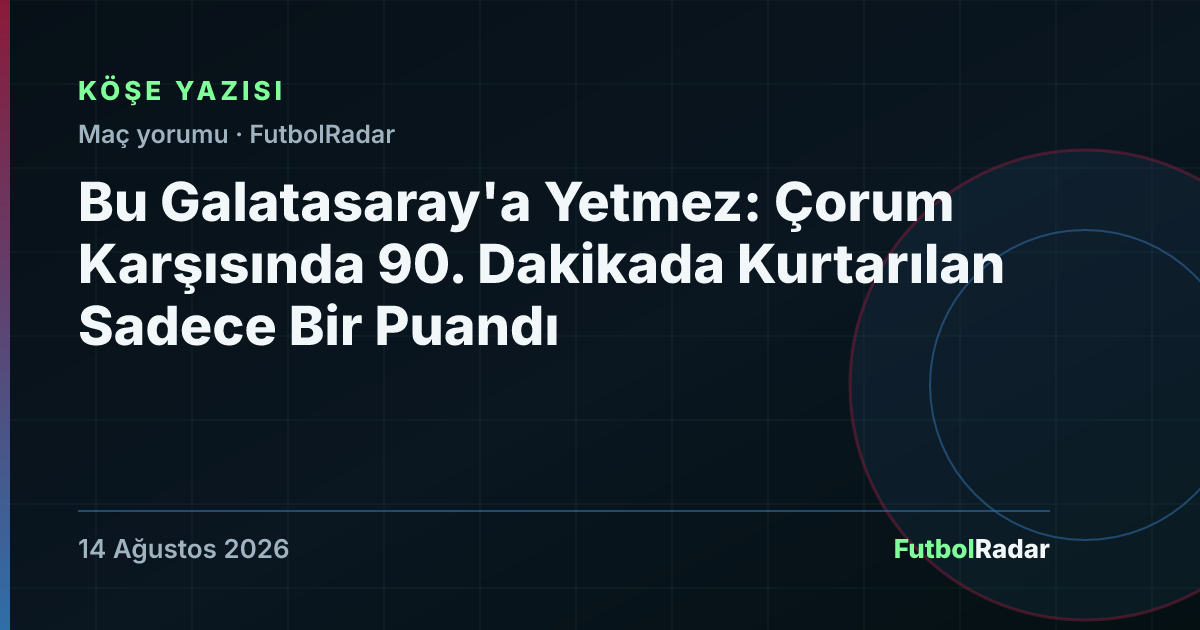 KÖŞE YAZISI
Maç yorumu · FutbolRadar
Bu Galatasaray'a Yetmez: Çorum
Karşısında 90. Dakikada Kurtarılan
Sadece Bir Puandı
14 Ağustos 2026
FutbolRadar